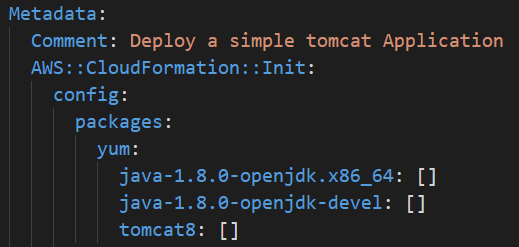 Metadata:
Comment: Deploy a simple tomcat Application
AWS::CloudFormation::Init:
config:
packages:
yum:
java-1.8.0-openjdk.x86_64: []
java-1.8.0-openjdk-devel: []
tomcat8: []